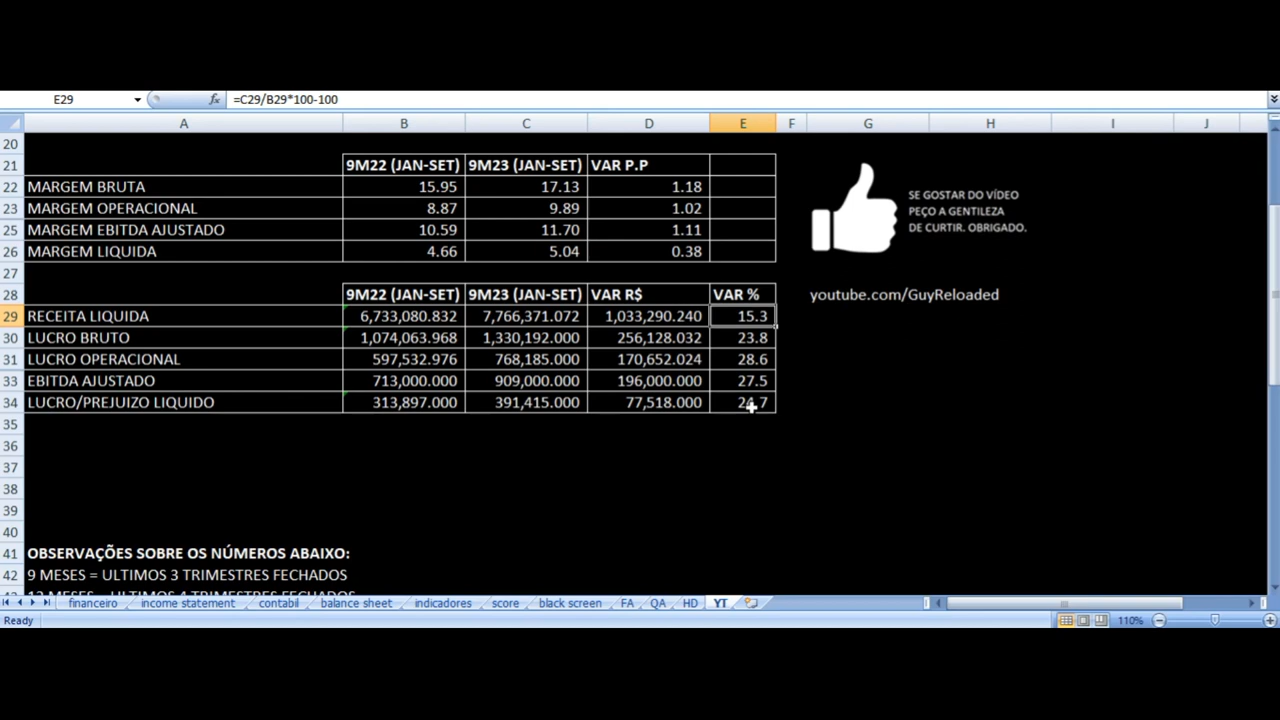 E29 fx =C29/B29*100-100
A B C D E F G H I J
20
21 9M22 (JAN-SET) 9M23 (JAN-SET) VAR P.P
22 MARGEM BRUTA 15.95 17.13 1.18
23 MARGEM OPERACIONAL 8.87 9.89 1.02
25 MARGEM EBITDA AJUSTADO 10.59 11.70 1.11
26 MARGEM LIQUIDA 4.66 5.04 0.38
SE GOSTAR DO VÍDEO
PEÇO A GENTILEZA
DE CURTIR. OBRIGADO.
27
28 9M22 (JAN-SET) 9M23 (JAN-SET) VAR R$ VAR % youtube.com/GuyReloaded
29 RECEITA LIQUIDA 6,733,080.832 7,766,371.072 1,033,290.240 15.3
30 LUCRO BRUTO 1,074,063.968 1,330,192.000 256,128.032 23.8
31 LUCRO OPERACIONAL 597,532.976 768,185.000 170,652.024 28.6
33 EBITDA AJUSTADO 713,000.000 909,000.000 196,000.000 27.5
34 LUCRO/PREJUIZO LIQUIDO 313,897.000 391,415.000 77,518.000 24.7
35
36
37
38
39
40
41 OBSERVAÇÕES SOBRE OS NÚMEROS ABAIXO:
42 9 MESES = ULTIMOS 3 TRIMESTRES FECHADOS
12 MESES = ULTIMOS 4 TRIMESTRES FECHADOS
financeiro income statement contabil balance sheet indicadores score black screen FA QA HD YT
Ready 110%